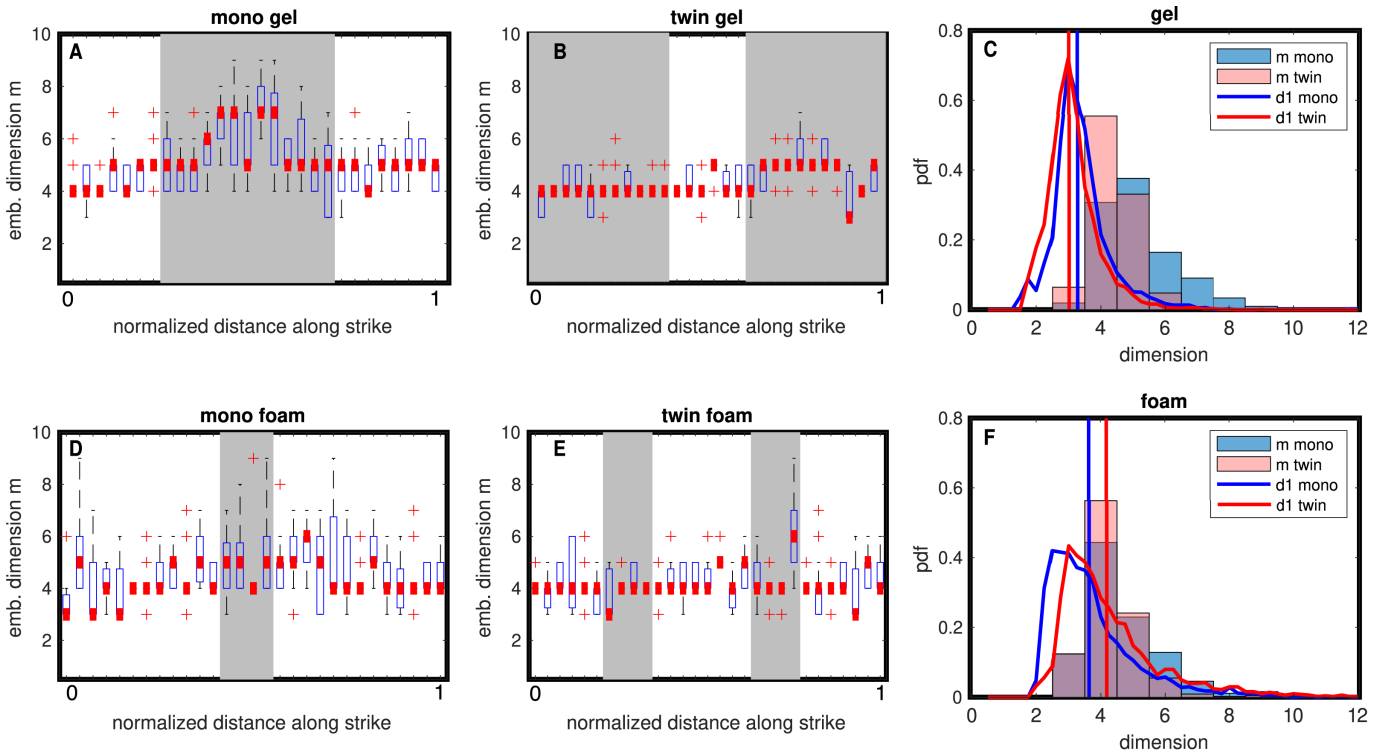 mono gel
A
emb. dimension m
10
8
6
4
2
0
1
normalized distance along strike
twin gel
B
emb. dimension m
10
8
6
4
2
0
1
normalized distance along strike
gel
C
pdf
0.8
0.6
0.4
0.2
0
0
2
4
6
8
10
12
dimension
m mono
m twin
d1 mono
d1 twin
mono foam
D
emb. dimension m
10
8
6
4
2
0
1
normalized distance along strike
twin foam
E
emb. dimension m
10
8
6
4
2
0
1
normalized distance along strike
foam
F
pdf
0.8
0.6
0.4
0.2
0
0
2
4
6
8
10
12
dimension
m mono
m twin
d1 mono
d1 twin